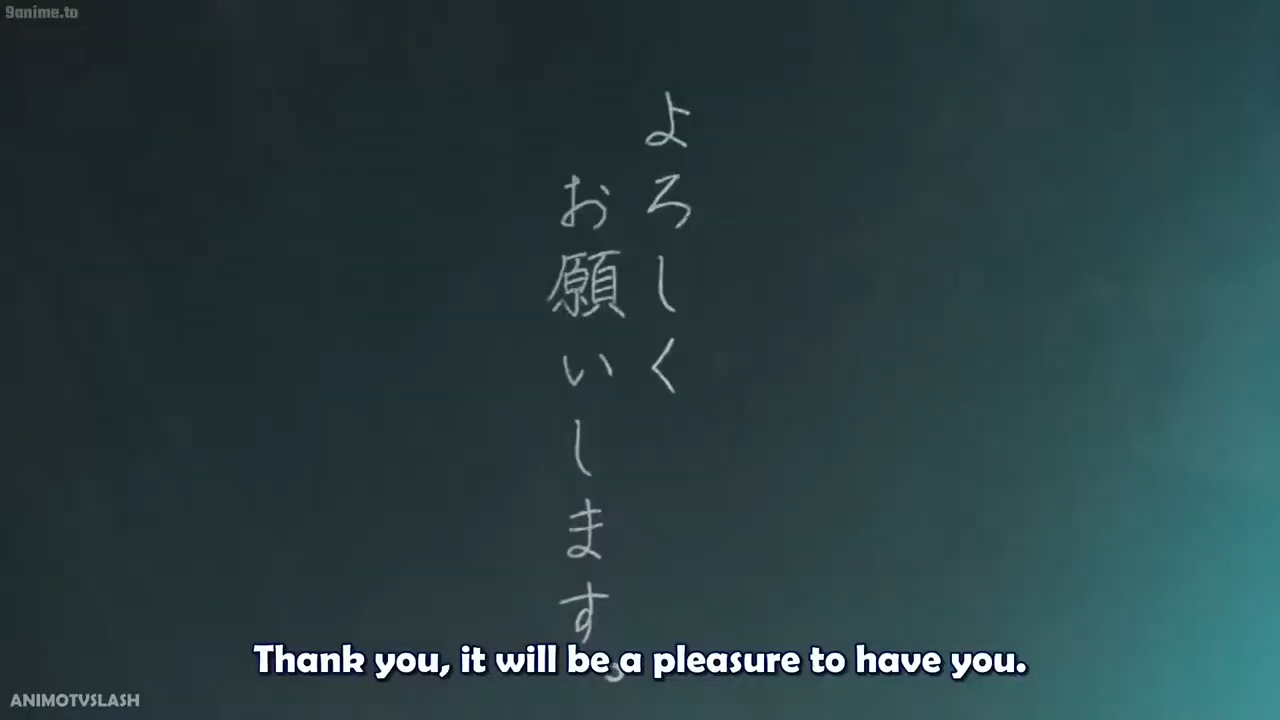 9anime.to
よろしく
お願いします。
Thank you, it will be a pleasure to have you.
ANIMOTVSLASH